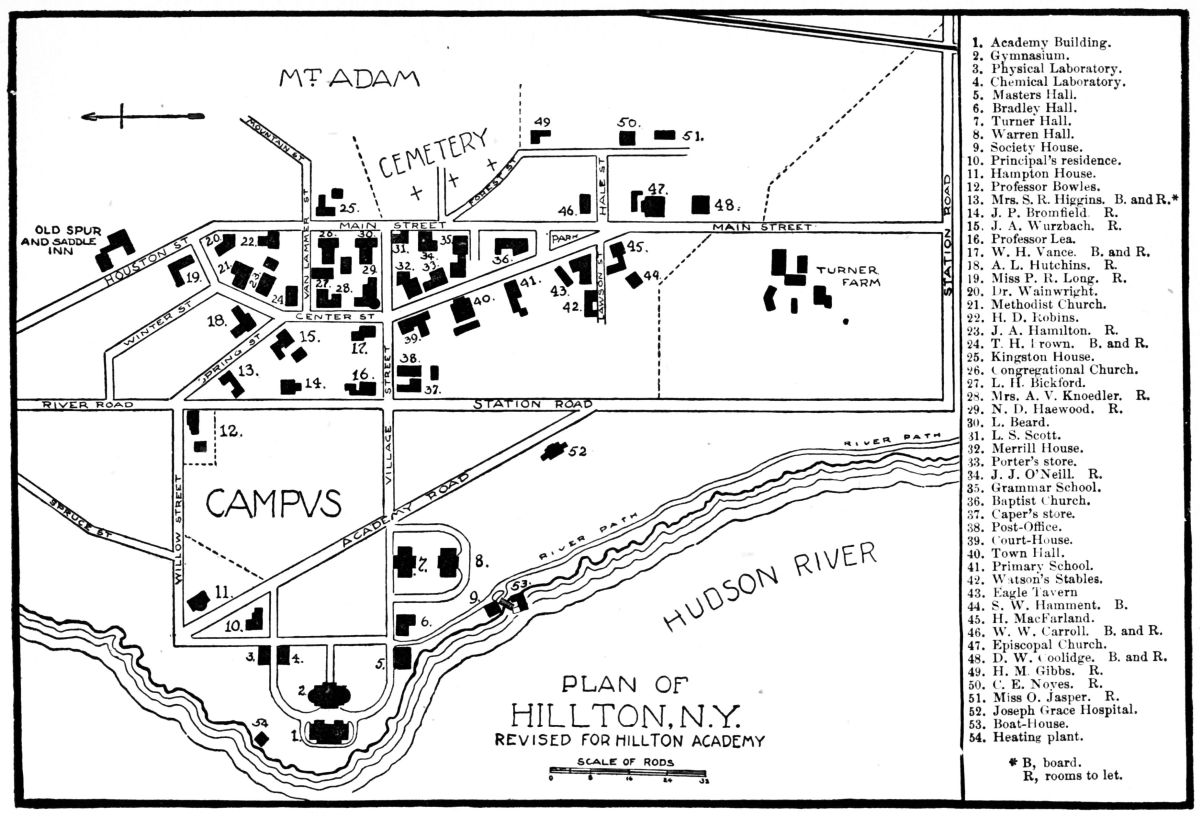 MT. ADAM
CEMETERY
MOUNTAIN ST
VAN LAMMER ST
FOREST ST
HALE ST
49
50.
51.
25.
46.
47.
48.
OLD SPUR
AND SADDLE
INN
HOUSTON ST
MAIN STREET
PARK
MAIN STREET
STATION ROAD
20.
22.
26.
30.
31.
34.
35.
36.
45.
19.
21.
23.
24
27.
28.
29.
32.
33.
40.
41.
43.
42.
44.
LAWSON ST
TURNER
FARM
WINTER ST
18.
CENTER ST
SPRING ST
15.
17.
39.
38.
37.
13.
14.
16.
VILLAGE STREET
RIVER ROAD
STATION ROAD
12.
52
RIVER PATH
CAMPVS
ACADEMY ROAD
WILLOW STREET
SPRUCE ST
RIVER PATH
7.
8.
11.
10.
9.
53.
6.
HUDSON RIVER
3.
4.
5.
2.
1.
54
PLAN OF
HILLTON, N.Y.
REVISED FOR HILLTON ACADEMY
SCALE OF RODS
0 8 16 24 32
1. Academy Building.
2. Gymnasium.
3. Physical Laboratory.
4. Chemical Laboratory.
5. Masters Hall.
6. Bradley Hall.
7. Turner Hall.
8. Warren Hall.
9. Society House.
10. Principal's residence.
11. Hampton House.
12. Professor Bowles.
13. Mrs. S. R. Higgins. B. and R.*
14. J. P. Bromfield. R.
15. J. A. Wurzbach. R.
16. Professor Lea.
17. W. H. Vance. B. and R.
18. A. L. Hutchins. R.
19. Miss P. R. Long. R.
20. Dr. Wainwright.
21. Methodist Church.
22. H. D. Robins.
23. J. A. Hamilton. R.
24. T. H. Brown. B. and R.
25. Kingston House.
26. Congregational Church.
27. L. H. Bickford.
28. Mrs. A. V. Knoedler. R.
29. N. D. Haewood. R.
30. L. Beard.
31. L. S. Scott.
32. Merrill House.
33. Porter's store.
34. J. J. O'Neill. R.
35. Grammar School.
36. Baptist Church.
37. Caper's store.
38. Post-Office.
39. Court-House.
40. Town Hall.
41. Primary School.
42. Watson's Stables.
43. Eagle Tavern
44. S. W. Hamment. B.
45. H. MacFarland.
46. W. W. Carroll. B. and R.
47. Episcopal Church.
48. D. W. Coolidge. B. and R.
49. H. M. Gibbs. R.
50. C. E. Noyes. R.
51. Miss O. Jasper. R.
52. Joseph Grace Hospital.
53. Boat-House.
54. Heating plant.
* B, board.
R, rooms to let.